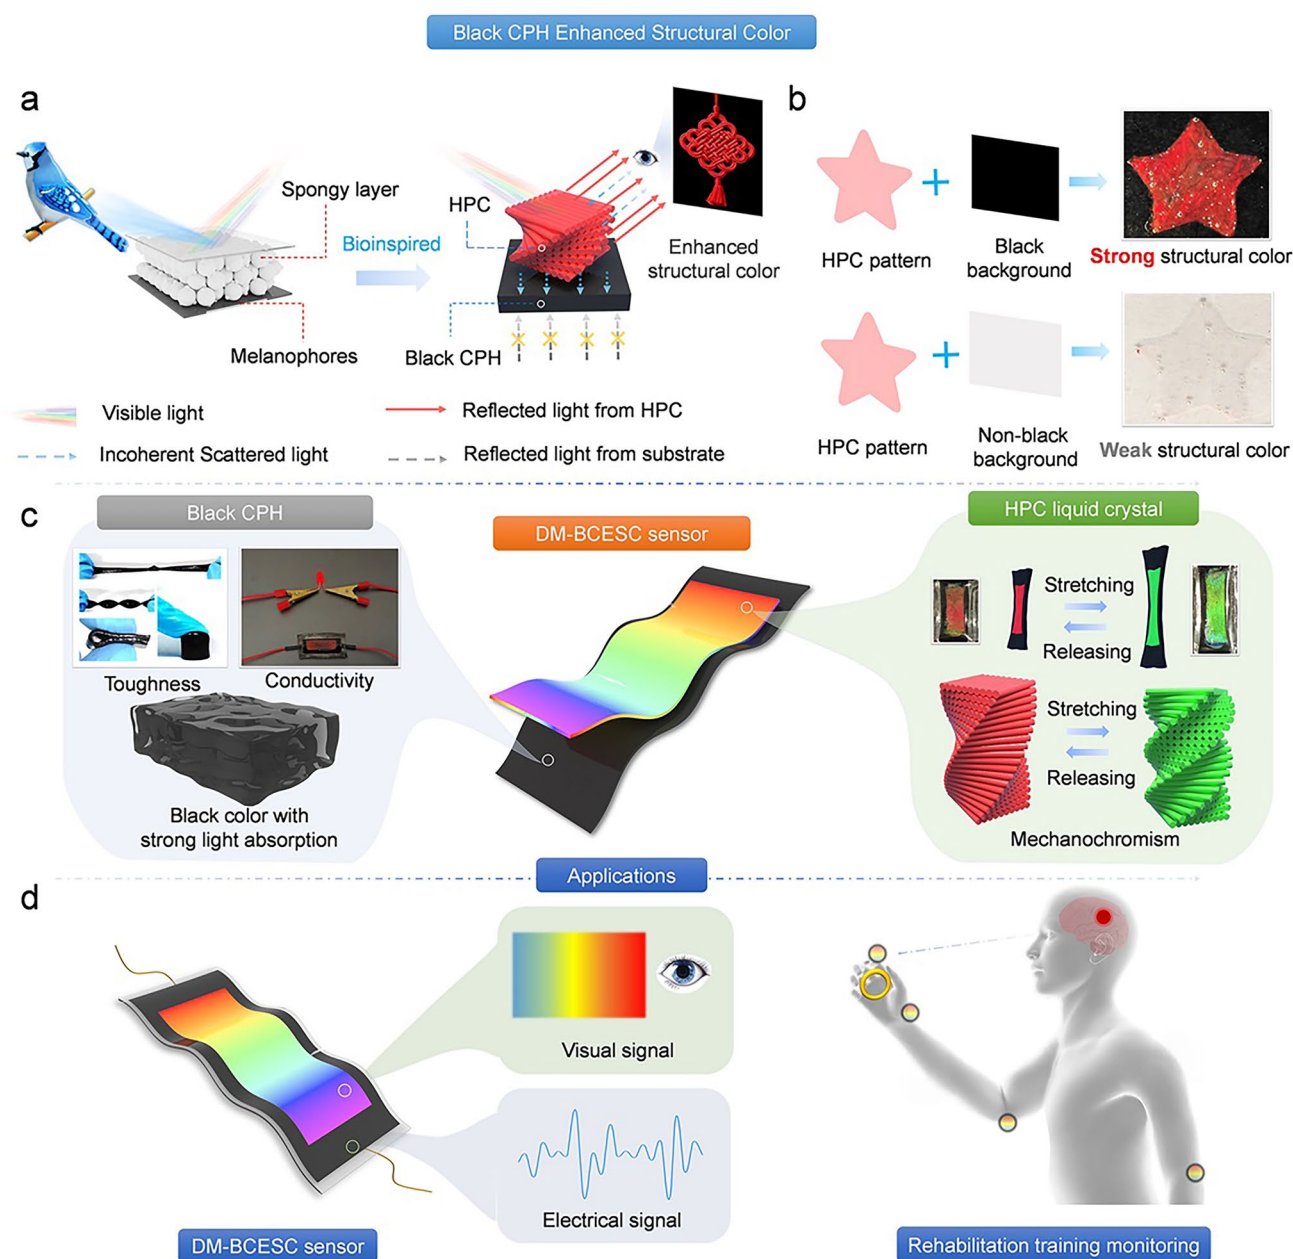 Black CPH Enhanced Structural Color
a
Spongy layer
Bioinspired
Melanophores
HPC
Black CPH
Enhanced
structural color
Visible light
Reflected light from HPC
Incoherent Scattered light
Reflected light from substrate
b
HPC pattern
Black
background
Strong structural color
HPC pattern
Non-black
background
Weak structural color
c
Black CPH
Toughness
Conductivity
Black color with
strong light absorption
DM-BCESC sensor
HPC liquid crystal
Stretching
Releasing
Stretching
Releasing
Mechanochromism
Applications
d
Visual signal
Electrical signal
DM-BCESC sensor
Rehabilitation training monitoring